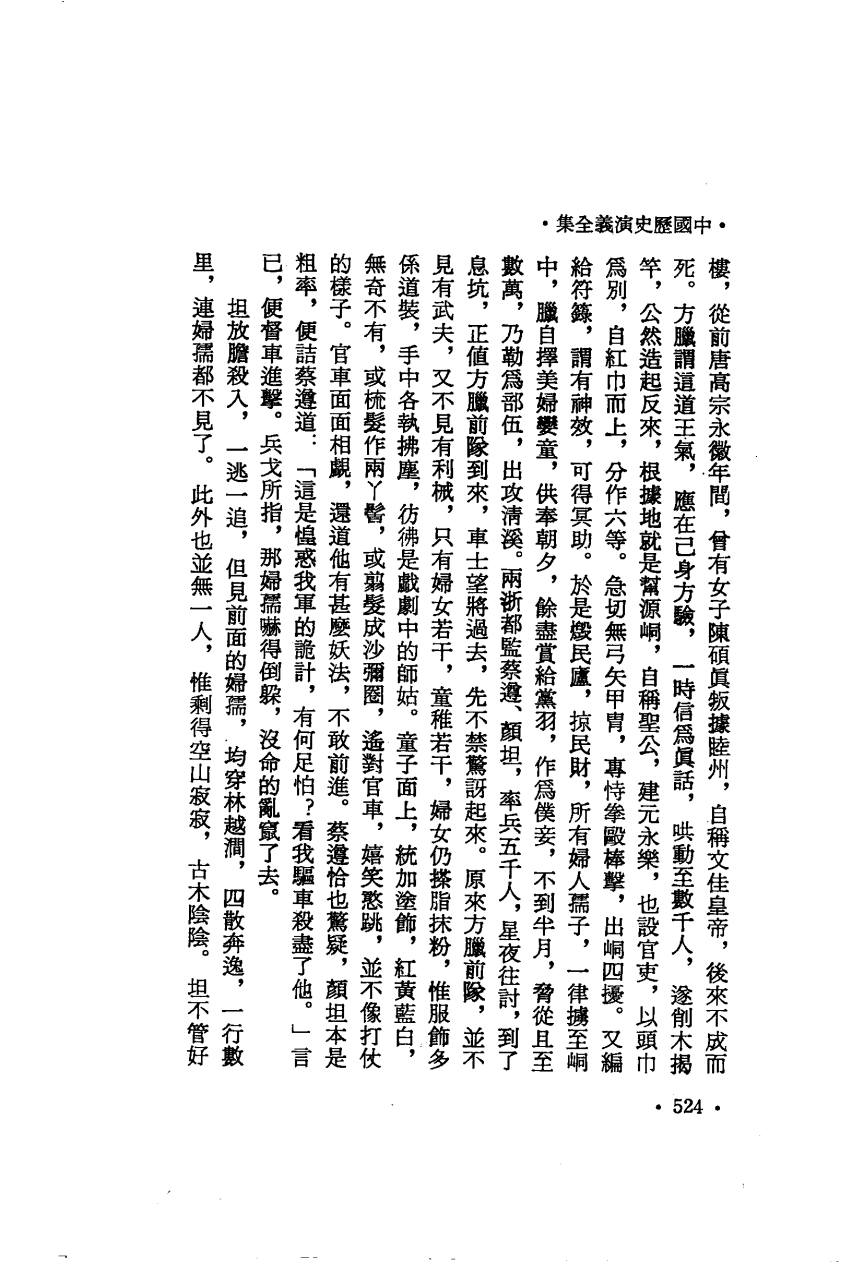 •中國歷史演義全集•
樓，從前唐高宗永徽年間，曾有女子陳碩眞叛據睦州，自稱文佳皇帝，後來不成而
死。方臘謂這道王氣，應在己身方驗，一時信爲眞話，哄動至數千人，遂創木揭
竿，公然造起反來，根據地就是幫源峒，自稱聖公，建元永樂，也設官吏，以頭巾
爲別，自紅巾而上，分作六等。急切無弓矢甲冑，專恃拳毆棒擊，出峒四擾。又編
給符籙，謂有神效，可得冥助。於是燬民廬，掠民財，所有婦人孺子，一律擄至峒
中，臘自擇美婦孌童，供奉朝夕，餘盡賞給黨羽，作爲僕妾，不到半月，脅從且至
數萬，乃勒爲部伍，出攻清溪。兩浙都監蔡遵、顏坦，率兵五千人，星夜往討，到了
息坑，正值方臘前隊到來，車士望將過去，先不禁驚訝起來。原來方臘前隊，並不
見有武夫，又不見有利械，只有婦女若干，童稚若干，婦女仍搽脂抹粉，惟服飾多
係道裝，手中各執拂塵，彷彿是戲劇中的師姑。童子面上，統加塗飾，紅黃藍白，
無奇不有，或梳髮作兩丫髻，或翦髮成沙彌圈，遙對官車，嬉笑憨跳，並不像打仗
的樣子。官車面面相覷，還道他有甚麼妖法，不敢前進。蔡遵恰也驚疑，顏坦本是
粗率，便詰蔡遵道：「這是惶惑我軍的詭計，有何足怕？看我驅車殺盡了他。」言
已，便督車進擊。兵戈所指，那婦孺嚇得倒躲，沒命的亂竄了去。
坦放膽殺入，一逃一追，但見前面的婦孺，均穿林越澗，四散奔逸，一行數
里，連婦孺都不見了。此外也並無一人，惟剩得空山寂寂，古木陰陰。坦不管好
•524•